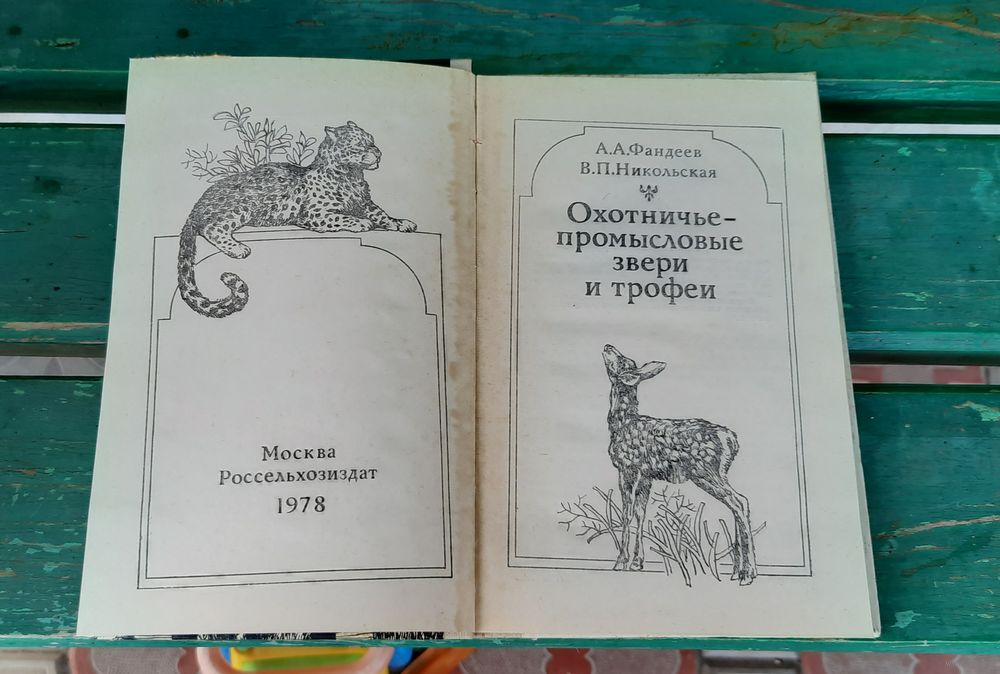 Москва
Россельхозиздат
1978
А.А.Фандеев
В.П.Никольская
Охотничье-
промысловые
звери
и трофеи